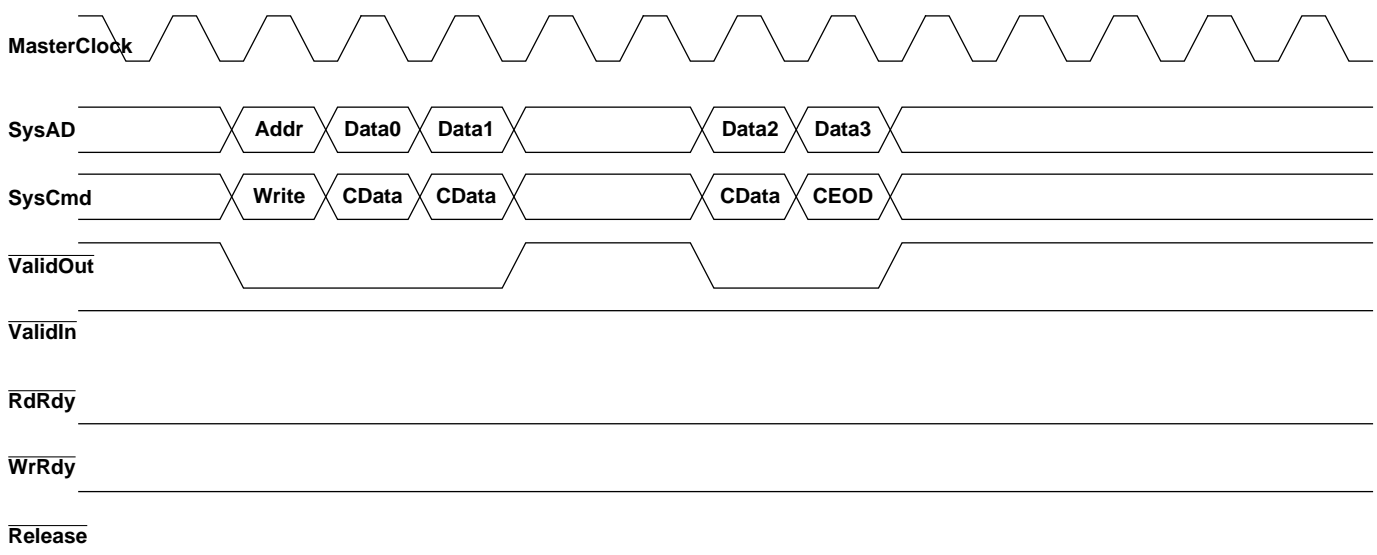 MasterClock
SysAD Addr Data0 Data1 Data2 Data3
SysCmd Write CData CData CData CEOD
ValidOut
ValidIn
RdRdy
WrRdy
Release